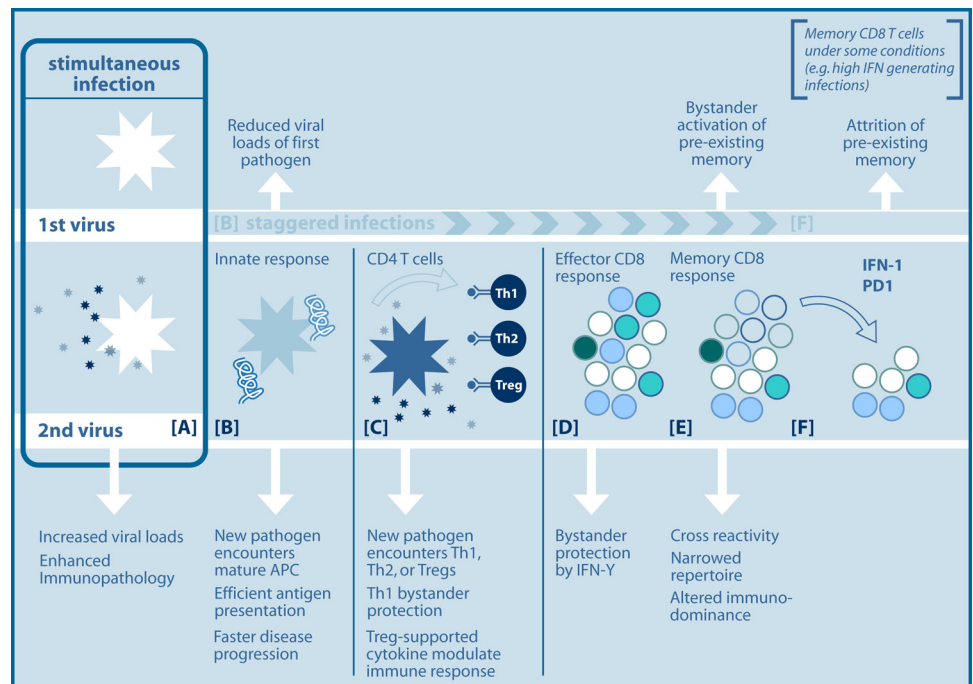 stimultaneous
infection
Memory CD8 T cells
under some conditions
(e.g. high IFN generating
infections)
Reduced viral
loads of first
pathogen
Bystander
activation of
pre-existing
memory
Attrition of
pre-existing
memory
1st virus
[B] staggered infections
[F]
Innate response
CD4 T cells
Th1
Th2
Treg
Effector CD8
response
Memory CD8
response
IFN-1
PD1
2nd virus
[A]
[B]
[C]
[D]
[E]
[F]
Increased viral loads
Enhanced
Immunopathology
New pathogen
encounters
mature APC
Efficient antigen
presentation
Faster disease
progression
New pathogen
encounters Th1,
Th2, or Tregs
Th1 bystander
protection
Treg-supported
cytokine modulate
immune response
Bystander
protection
by IFN-Y
Cross reactivity
Narrowed
repertoire
Altered immuno-
dominance